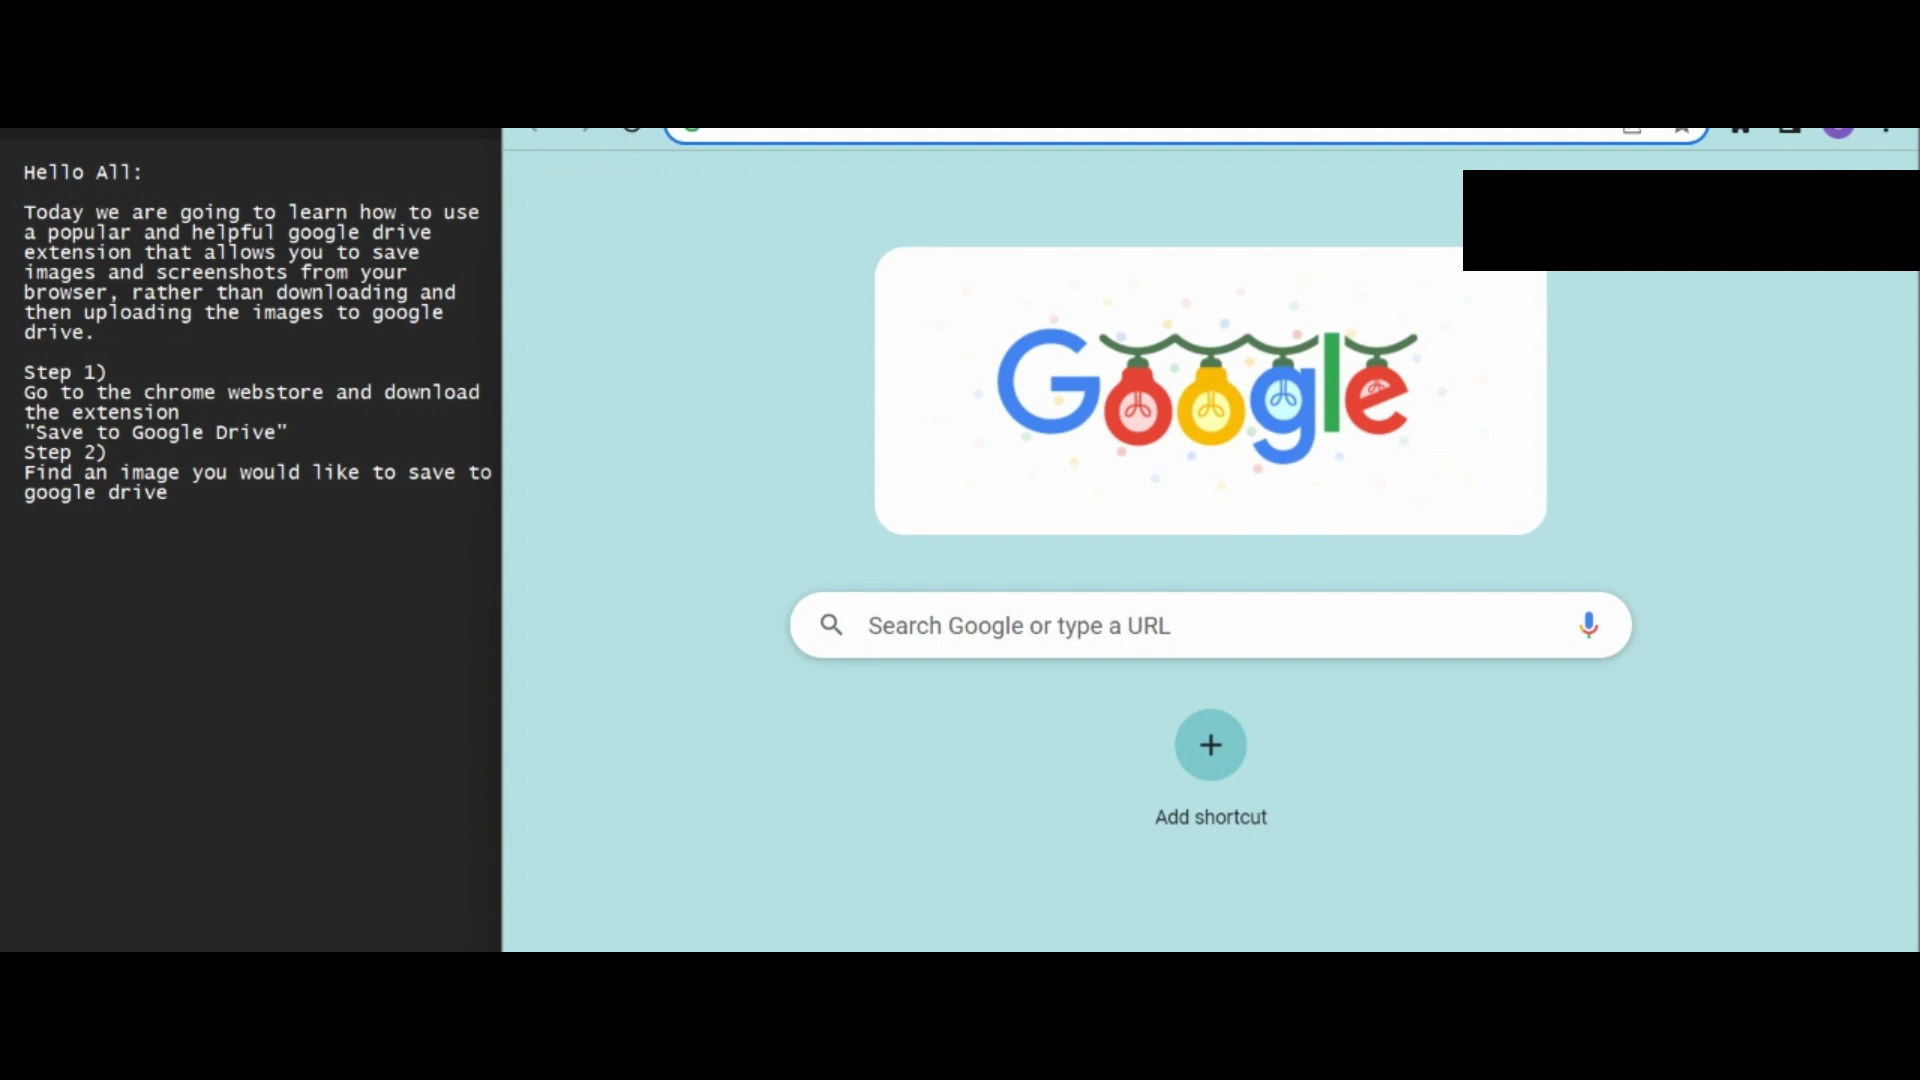 Hello All:
Today we are going to learn how to use
a popular and helpful google drive
extension that allows you to save
images and screenshots from your
browser, rather than downloading and
then uploading the images to google
drive.
Step 1)
Go to the chrome webstore and download
the extension
"Save to Google Drive"
Step 2)
Find an image you would like to save to
google drive
Google
Search Google or type a URL
Add shortcut